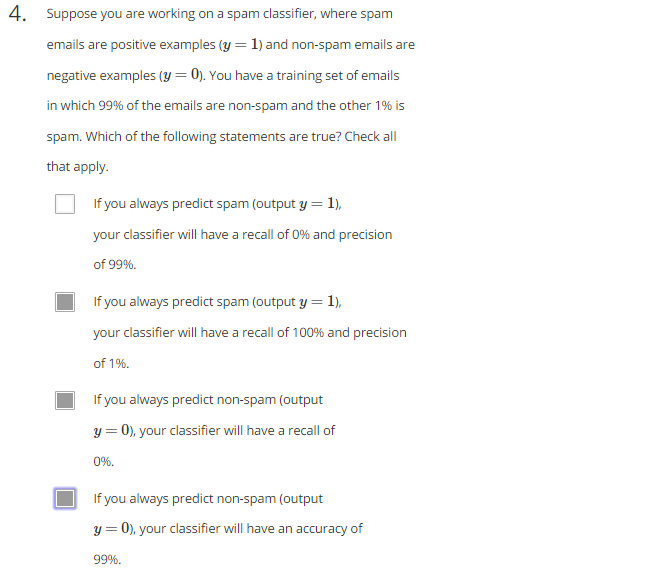 4. Suppose you are working on a spam classifier, where spam
emails are positive examples (y = 1) and non-spam emails are
negative examples (y = 0). You have a training set of emails
in which 99% of the emails are non-spam and the other 1% is
spam. Which of the following statements are true? Check all
that apply.
If you always predict spam (output y = 1),
your classifier will have a recall of 0% and precision
of 99%.
If you always predict spam (output y = 1),
your classifier will have a recall of 100% and precision
of 1%.
If you always predict non-spam (output
y = 0), your classifier will have a recall of
0%.
If you always predict non-spam (output
y = 0), your classifier will have an accuracy of
99%.